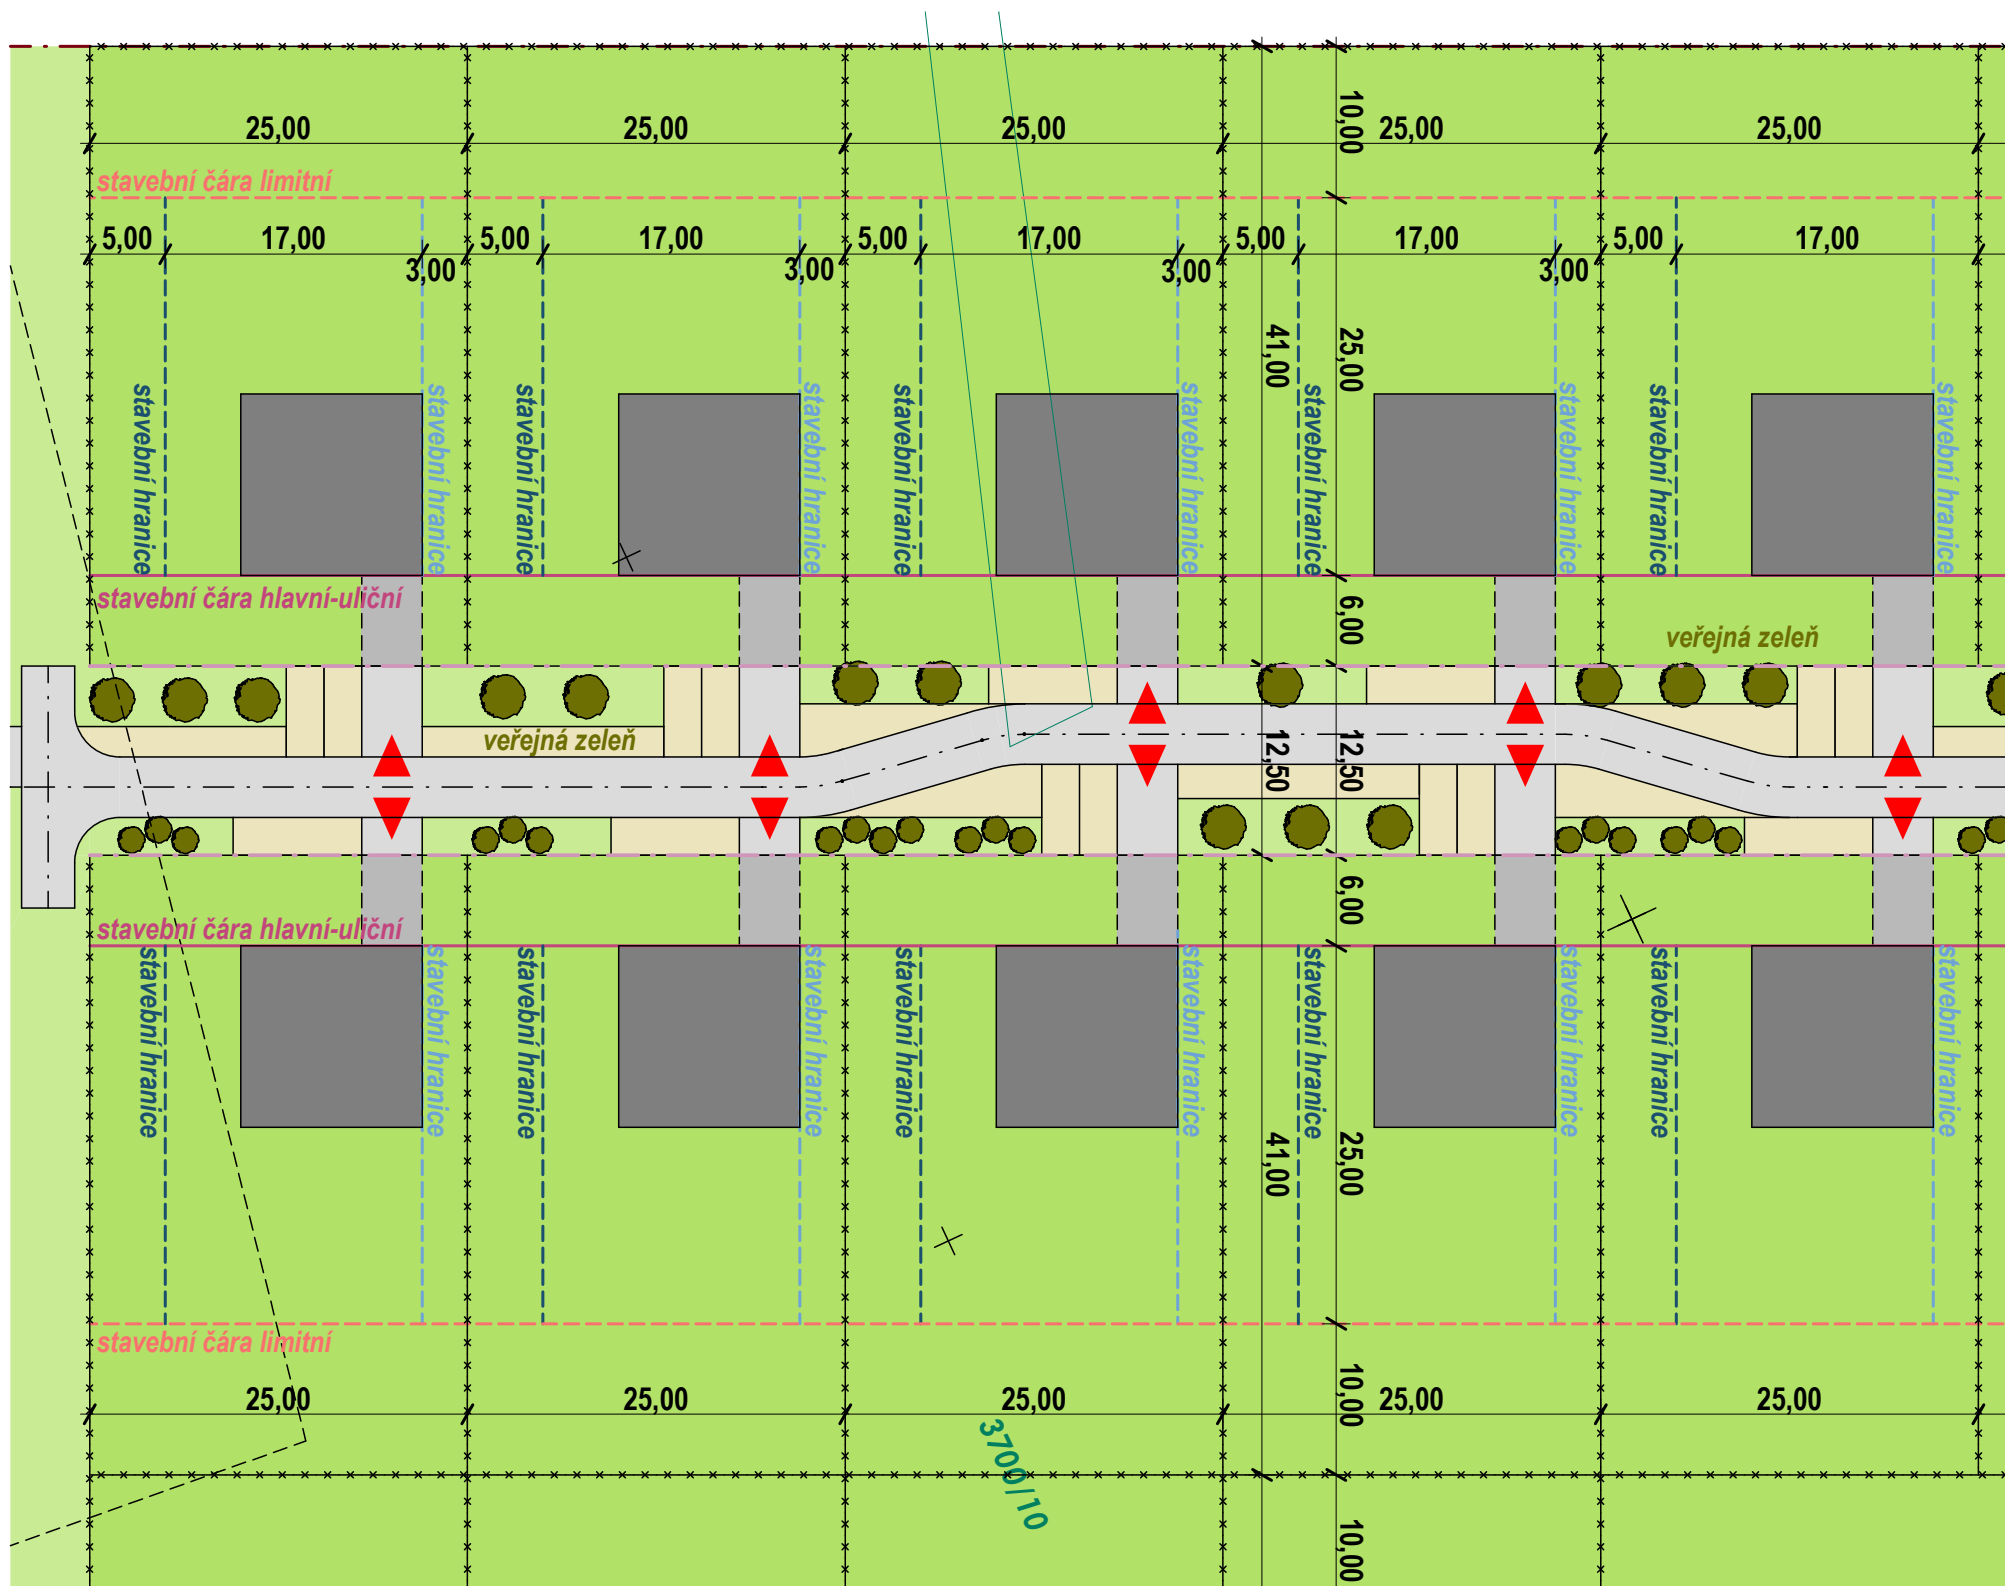 10,00
25,00 25,00 25,00 25,00 25,00
stavební čára limitní
5,00 17,00 5,00 17,00 5,00 17,00 5,00 17,00 5,00 17,00
3,00 3,00 3,00 3,00
41,00 25,00
stavební hranice stavební hranice stavební hranice stavební hranice stavební hranice stavební hranice stavební hranice stavební hranice stavební hranice stavební hranice
stavební čára hlavní-uliční
6,00
veřejná zeleň
veřejná zeleň
12,50 12,50
6,00
stavební čára hlavní-uliční
stavební hranice stavební hranice stavební hranice stavební hranice stavební hranice stavební hranice stavební hranice stavební hranice stavební hranice stavební hranice
41,00 25,00
stavební čára limitní
25,00 25,00 25,00 25,00 25,00
10,00
3700/10
10,00